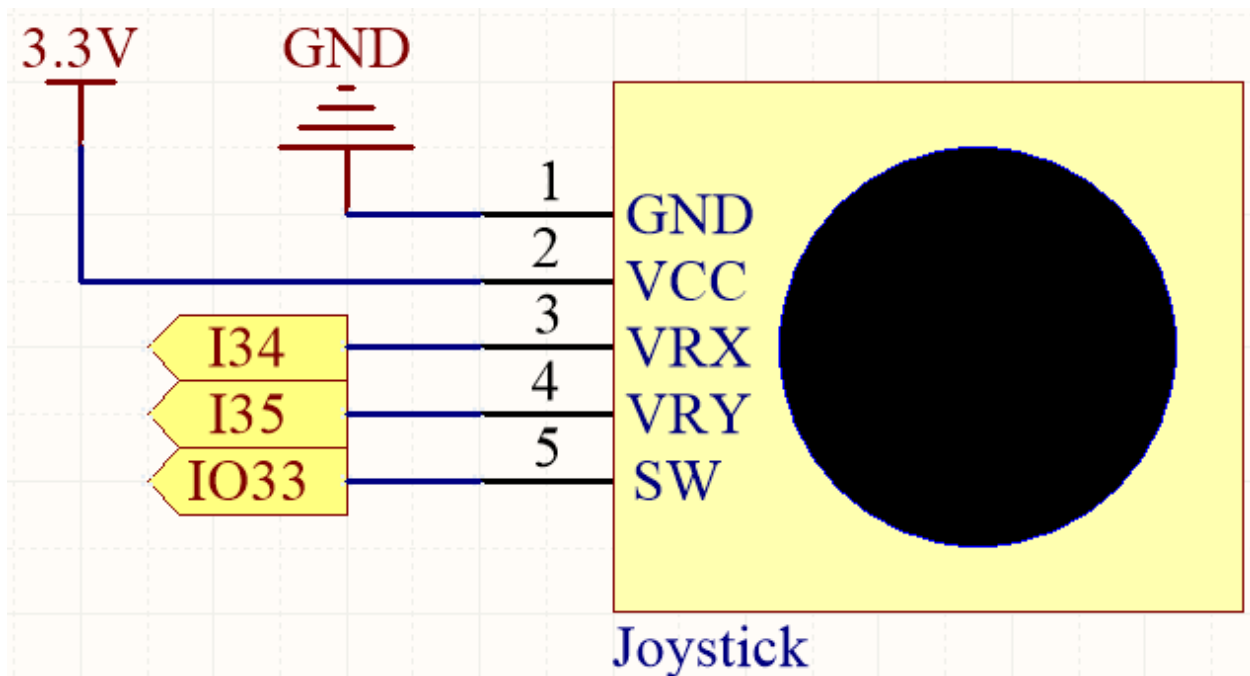 3.3V
GND
1
GND
2
VCC
3
I34
VRX
4
I35
VRY
5
IO33
SW
Joystick